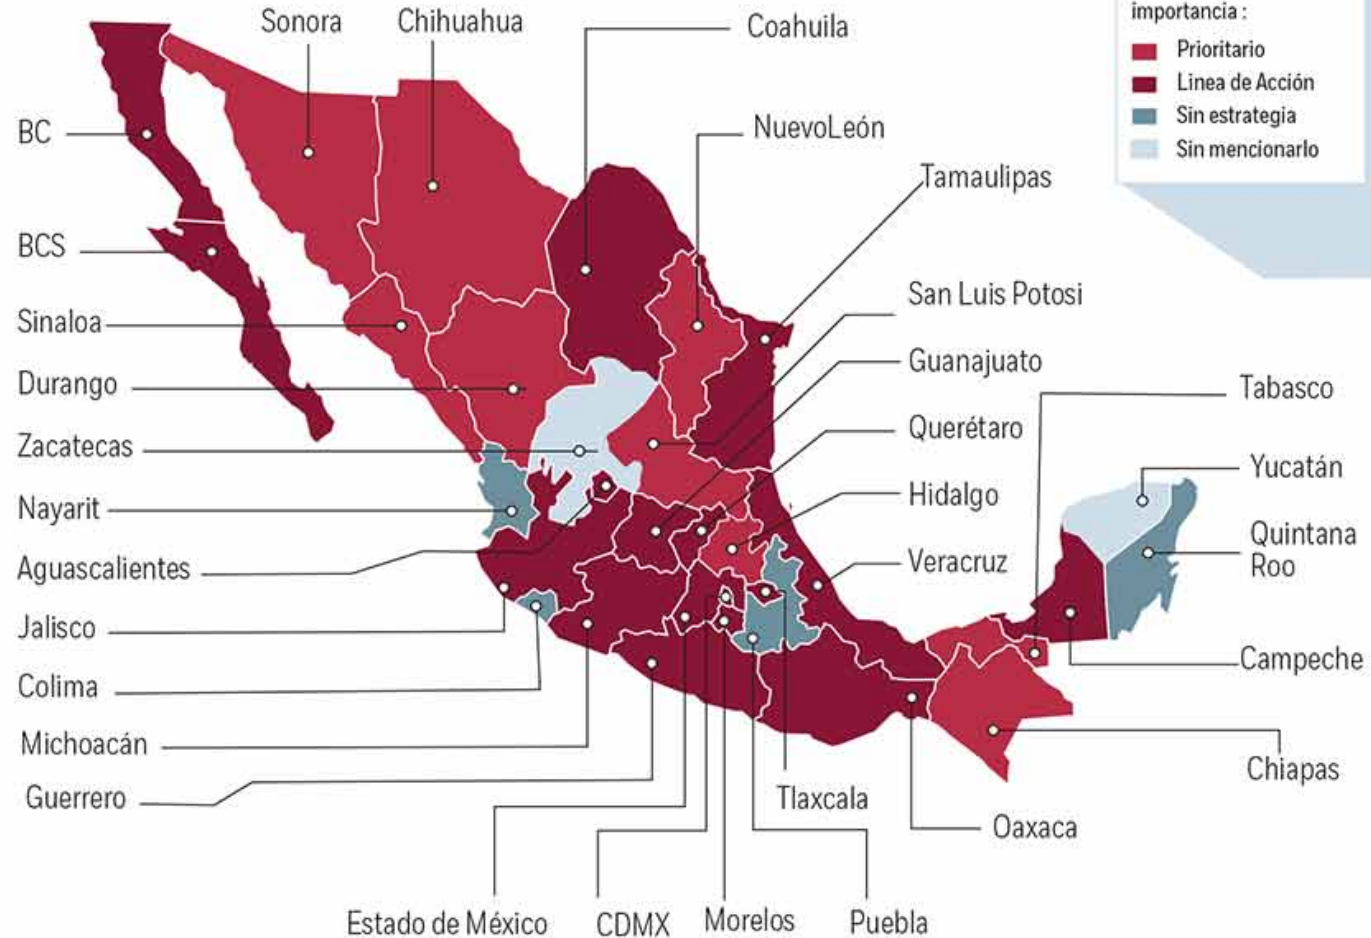 importancia :
Prioritario
Linea de Acción
Sin estrategia
Sin mencionarlo
Sonora
Chihuahua
Coahuila
BC
NuevoLeón
Tamaulipas
BCS
San Luis Potosi
Sinaloa
Guanajuato
Durango
Tabasco
Querétaro
Zacatecas
Yucatán
Hidalgo
Nayarit
Quintana
Roo
Veracruz
Aguascalientes
Jalisco
Campeche
Colima
Michoacán
Chiapas
Guerrero
Tlaxcala
Oaxaca
Estado de México
CDMX
Morelos
Puebla